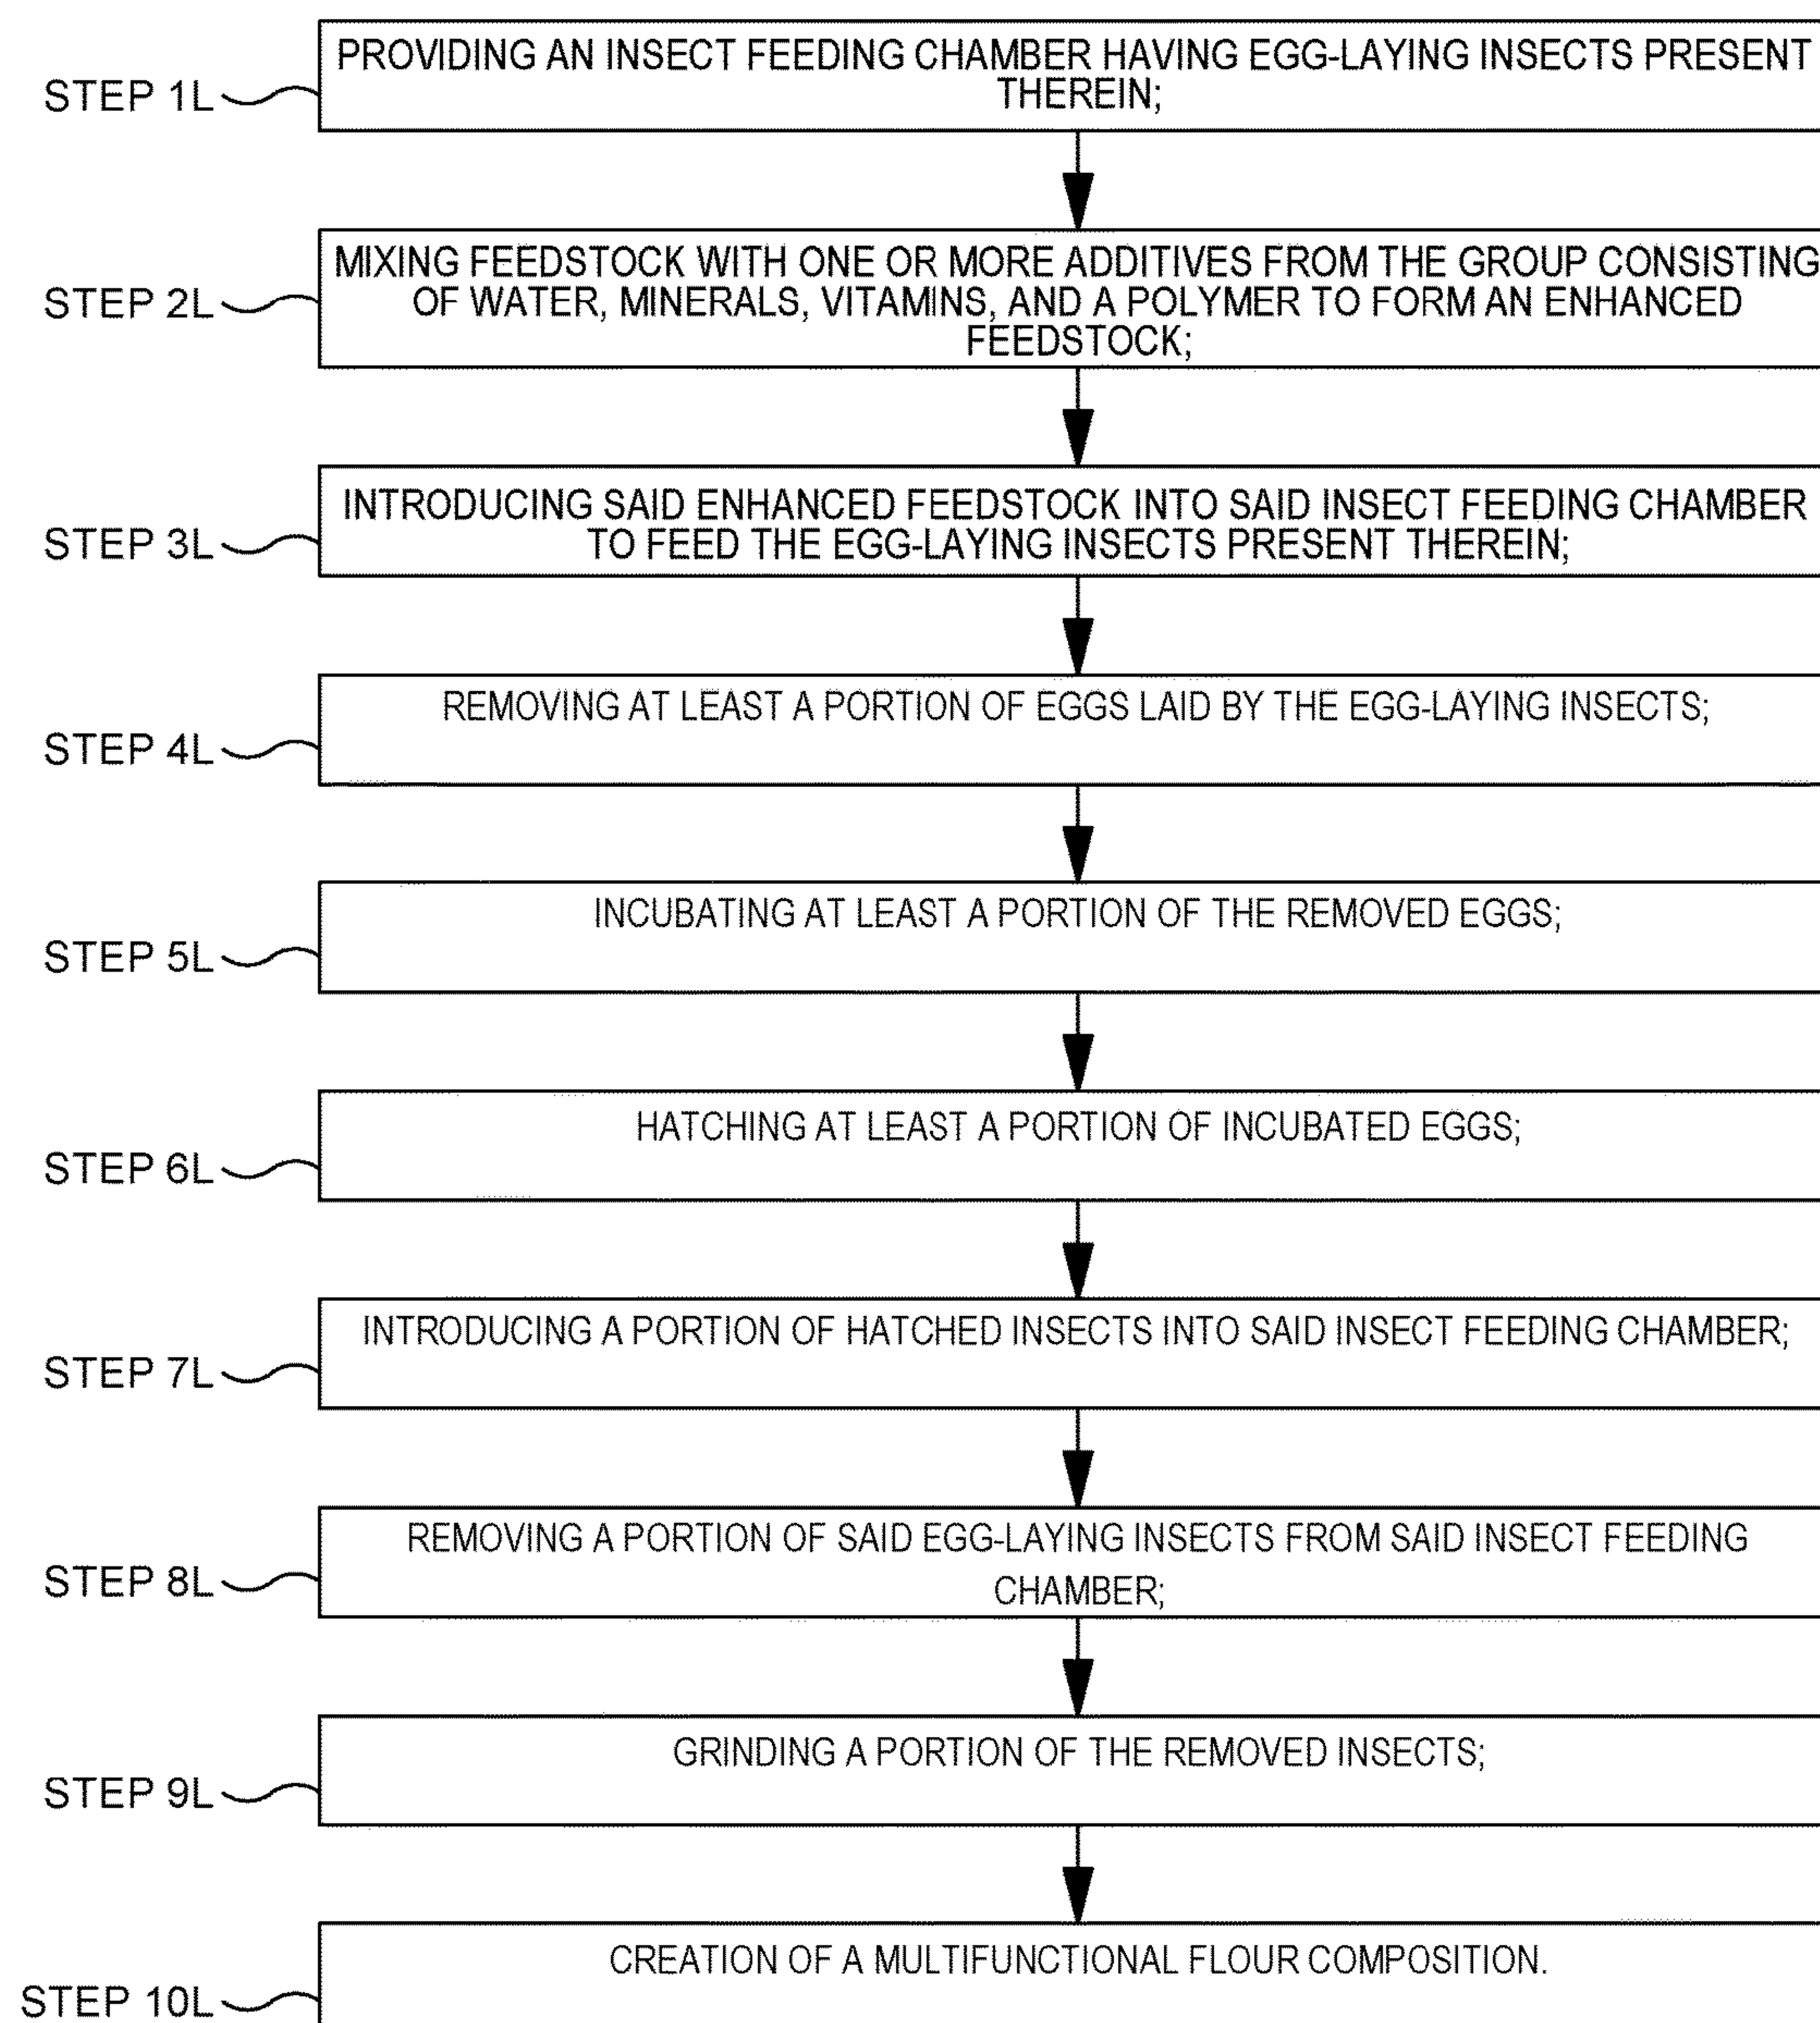 PROVIDING AN INSECT FEEDING CHAMBER HAVING EGG-LAYING INSECTS PRESENT
THEREIN;
STEP 1L
MIXING FEEDSTOCK WITH ONE OR MORE ADDITIVES FROM THE GROUP CONSISTING
OF WATER, MINERALS, VITAMINS, AND A POLYMER TO FORM AN ENHANCED
FEEDSTOCK;
STEP 2L
INTRODUCING SAID ENHANCED FEEDSTOCK INTO SAID INSECT FEEDING CHAMBER
TO FEED THE EGG-LAYING INSECTS PRESENT THEREIN;
STEP 3L
REMOVING AT LEAST A PORTION OF EGGS LAID BY THE EGG-LAYING INSECTS;
STEP 4L
INCUBATING AT LEAST A PORTION OF THE REMOVED EGGS;
STEP 5L
HATCHING AT LEAST A PORTION OF INCUBATED EGGS;
STEP 6L
INTRODUCING A PORTION OF HATCHED INSECTS INTO SAID INSECT FEEDING CHAMBER;
STEP 7L
REMOVING A PORTION OF SAID EGG-LAYING INSECTS FROM SAID INSECT FEEDING
CHAMBER;
STEP 8L
GRINDING A PORTION OF THE REMOVED INSECTS;
STEP 9L
CREATION OF A MULTIFUNCTIONAL FLOUR COMPOSITION.
STEP 10L